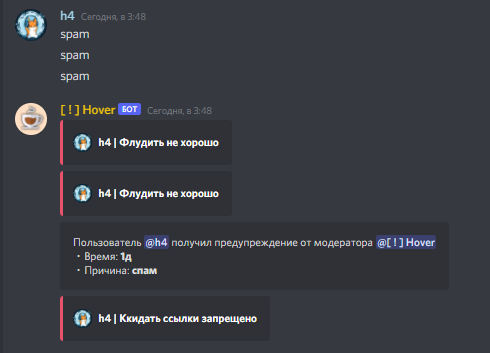 h4 Сегодня, в 3:48
spam
spam
spam
[ ! ] Hover БОТ Сегодня, в 3:48
h4 | Флудить не хорошо
h4 | Флудить не хорошо
Пользователь @h4 получил предупреждение от модератора @[ ! ] Hover
• Время: 1д
• Причина: спам
h4 | Ккидать ссылки запрещено